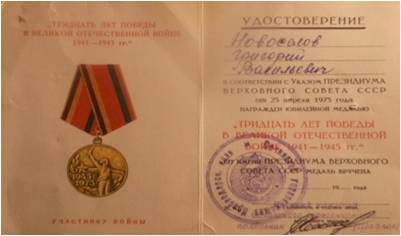 „ТРИДЦАТЬ ЛЕТ ПОБЕДЫ
В ВЕЛИКОЙ ОТЕЧЕСТВЕННОЙ ВОЙНЕ
1941—1945 гг."
1945
1975
УЧАСТНИКУ ВОЙНЫ
УДОСТОВЕРЕНИЕ
Новоселов
Григорий
Васильевич
В СООТВЕТСТВИИ С УКАЗОМ ПРЕЗИДИУМА
ВЕРХОВНОГО СОВЕТА СССР
от 25 апреля 1975 года
НАГРАЖДЕН ЮБИЛЕЙНОЙ МЕДАЛЬЮ
„ТРИДЦАТЬ ЛЕТ ПОБЕДЫ
В ВЕЛИКОЙ ОТЕЧЕСТВЕННОЙ
ВОЙНЕ 1941—1945 гг."
ОТ ИМЕНИ ПРЕЗИДИУМА ВЕРХОВНОГО
СОВЕТА СССР МЕДАЛЬ ВРУЧЕНА
19